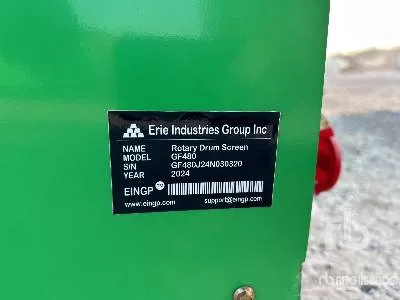 Erie Industries Group Inc
NAME Rotary Drum Screen
MODEL GF480
S/N GF480J24N030320
YEAR 2024
EINGP
www.eingp.com support@eingp.com